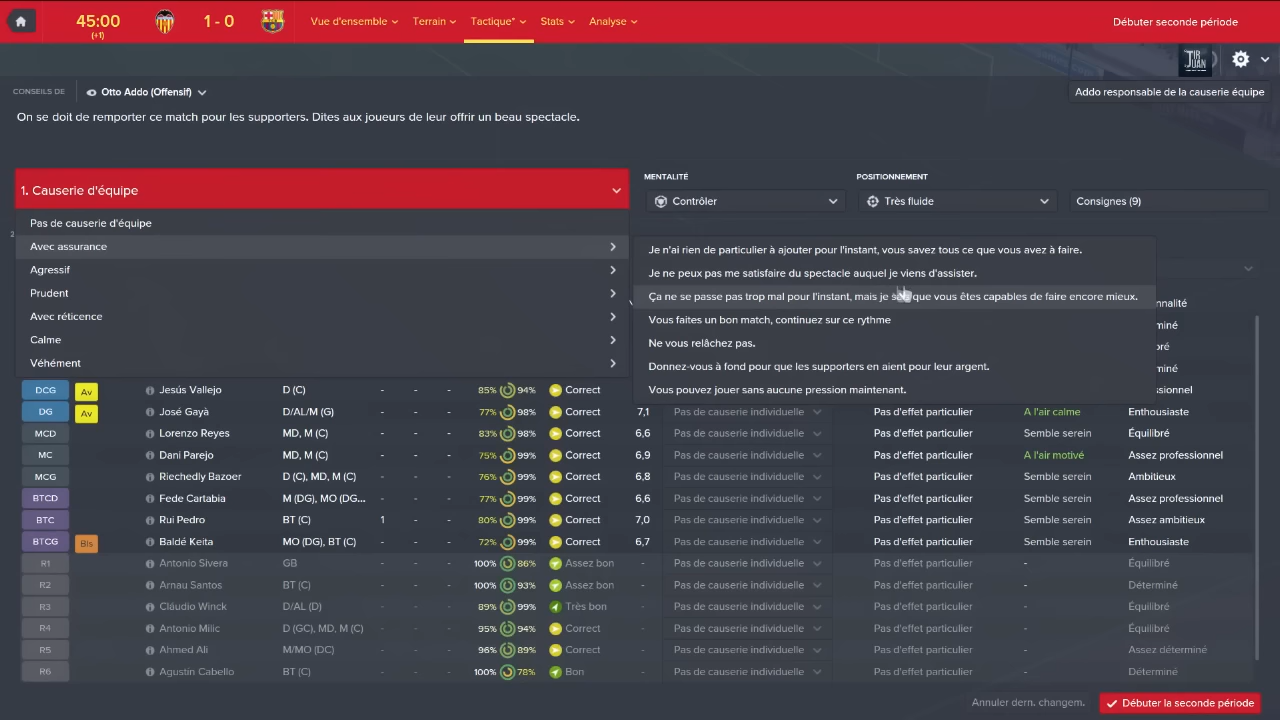 45:00 1 - 0 Vue d'ensemble Terrain Tactique* Stats Analyse Débuter seconde période
(+1)
JIR JUAN
CONSEILS DE Otto Addo (Offensif) Addo responsable de la causerie équipe
On se doit de remporter ce match pour les supporters. Dites aux joueurs de leur offrir un beau spectacle.
MENTALITÉ POSITIONNEMENT
1. Causerie d'équipe Contrôler Très fluide Consignes (9)
Pas de causerie d'équipe
Avec assurance
Agressif
Prudent
Avec réticence
Calme
Véhément
Je n'ai rien de particulier à ajouter pour l'instant, vous savez tous ce que vous avez à faire.
Je ne peux pas me satisfaire du spectacle auquel je viens d'assister.
Ça ne se passe pas trop mal pour l'instant, mais je que vous êtes capables de faire encore mieux.
Vous faites un bon match, continuez sur ce rythme
Ne vous relâchez pas.
Donnez-vous à fond pour que les supporters en aient pour leur argent.
Vous pouvez jouer sans aucune pression maintenant.
DCG Av Jesús Vallejo D (C) - - - 85% 94% Correct
DG Av José Gayà D/AL/M (G) - - - 77% 98% Correct 7,1 Pas de causerie individuelle Pas d'effet particulier A l'air calme Enthousiaste
MCD Lorenzo Reyes MD, M (C) - - - 83% 98% Correct 6,6 Pas de causerie individuelle Pas d'effet particulier Semble serein Équilibré
MC Dani Parejo MD, M (C) - - - 75% 99% Correct 6,9 Pas de causerie individuelle Pas d'effet particulier A l'air motivé Assez professionnel
MCG Riechedly Bazoer D (C), MD, M (C) - - - 76% 99% Correct 6,8 Pas de causerie individuelle Pas d'effet particulier Semble serein Ambitieux
BTCD Fede Cartabia M (DG), MO (DG... - - - 77% 99% Correct 6,6 Pas de causerie individuelle Pas d'effet particulier Semble serein Assez professionnel
BTC Rui Pedro BT (C) 1 - - 80% 99% Correct 7,0 Pas de causerie individuelle Pas d'effet particulier Semble serein Assez ambitieux
BTCG Bls Baldé Keita MO (DG), BT (C) - - - 72% 99% Correct 6,7 Pas de causerie individuelle Pas d'effet particulier Semble serein Enthousiaste
R1 Antonio Sivera GB 100% 86% Assez bon - Pas de causerie individuelle Pas d'effet particulier - Équilibré
R2 Arnau Santos BT (C) 100% 93% Assez bon - Pas de causerie individuelle Pas d'effet particulier - Déterminé
R3 Cláudio Winck D/AL (D) 89% 99% Très bon - Pas de causerie individuelle Pas d'effet particulier - Équilibré
R4 Antonio Milic D (GC), MD, M (C) 95% 94% Correct - Pas de causerie individuelle Pas d'effet particulier - Équilibré
R5 Ahmed Ali M/MO (DC) 96% 89% Correct - Pas de causerie individuelle Pas d'effet particulier - Assez déterminé
R6 Agustín Cabello BT (C) 100% 78% Bon - Pas de causerie individuelle Pas d'effet particulier - Déterminé
Annuler dern. changem. Débuter la seconde période